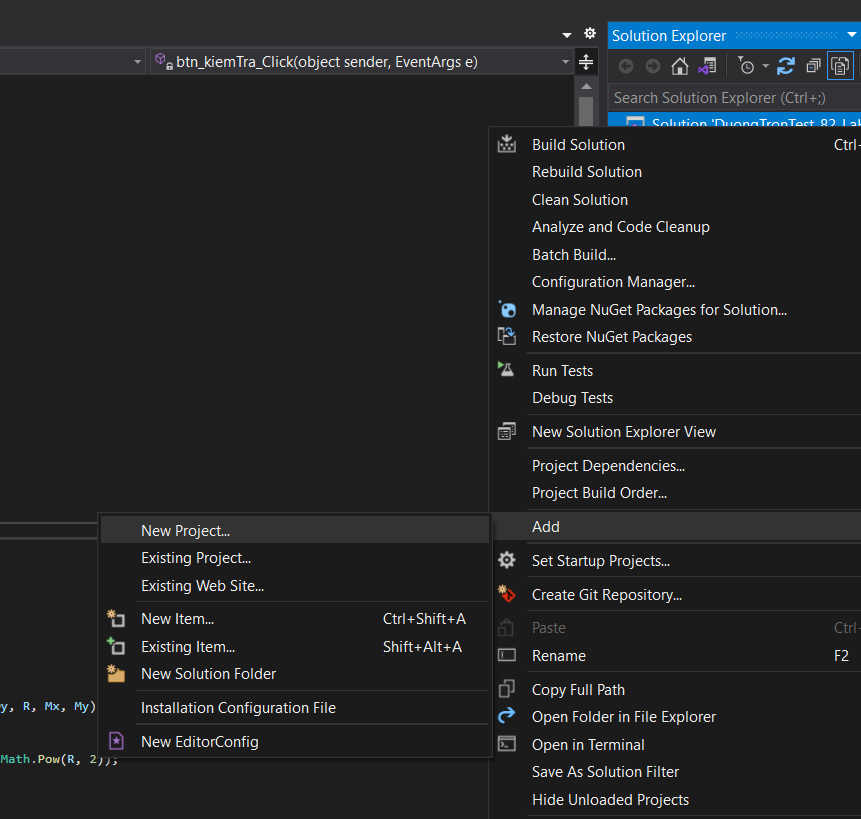 btn_kiemTra_Click(object sender, EventArgs e)
Solution Explorer
Search Solution Explorer (Ctrl+;)
Solution 'DuongTronTest_82_Lab
Build Solution Ctrl-
Rebuild Solution
Clean Solution
Analyze and Code Cleanup
Batch Build...
Configuration Manager...
Manage NuGet Packages for Solution...
Restore NuGet Packages
Run Tests
Debug Tests
New Solution Explorer View
Project Dependencies...
Project Build Order...
Add
Set Startup Projects...
Create Git Repository...
Paste Ctrl-
Rename F2
Copy Full Path
Open Folder in File Explorer
Open in Terminal
Save As Solution Filter
Hide Unloaded Projects
New Project...
Existing Project...
Existing Web Site...
New Item... Ctrl+Shift+A
Existing Item... Shift+Alt+A
New Solution Folder
Installation Configuration File
New EditorConfig
y, R, Mx, My)
Math.Pow(R, 2));